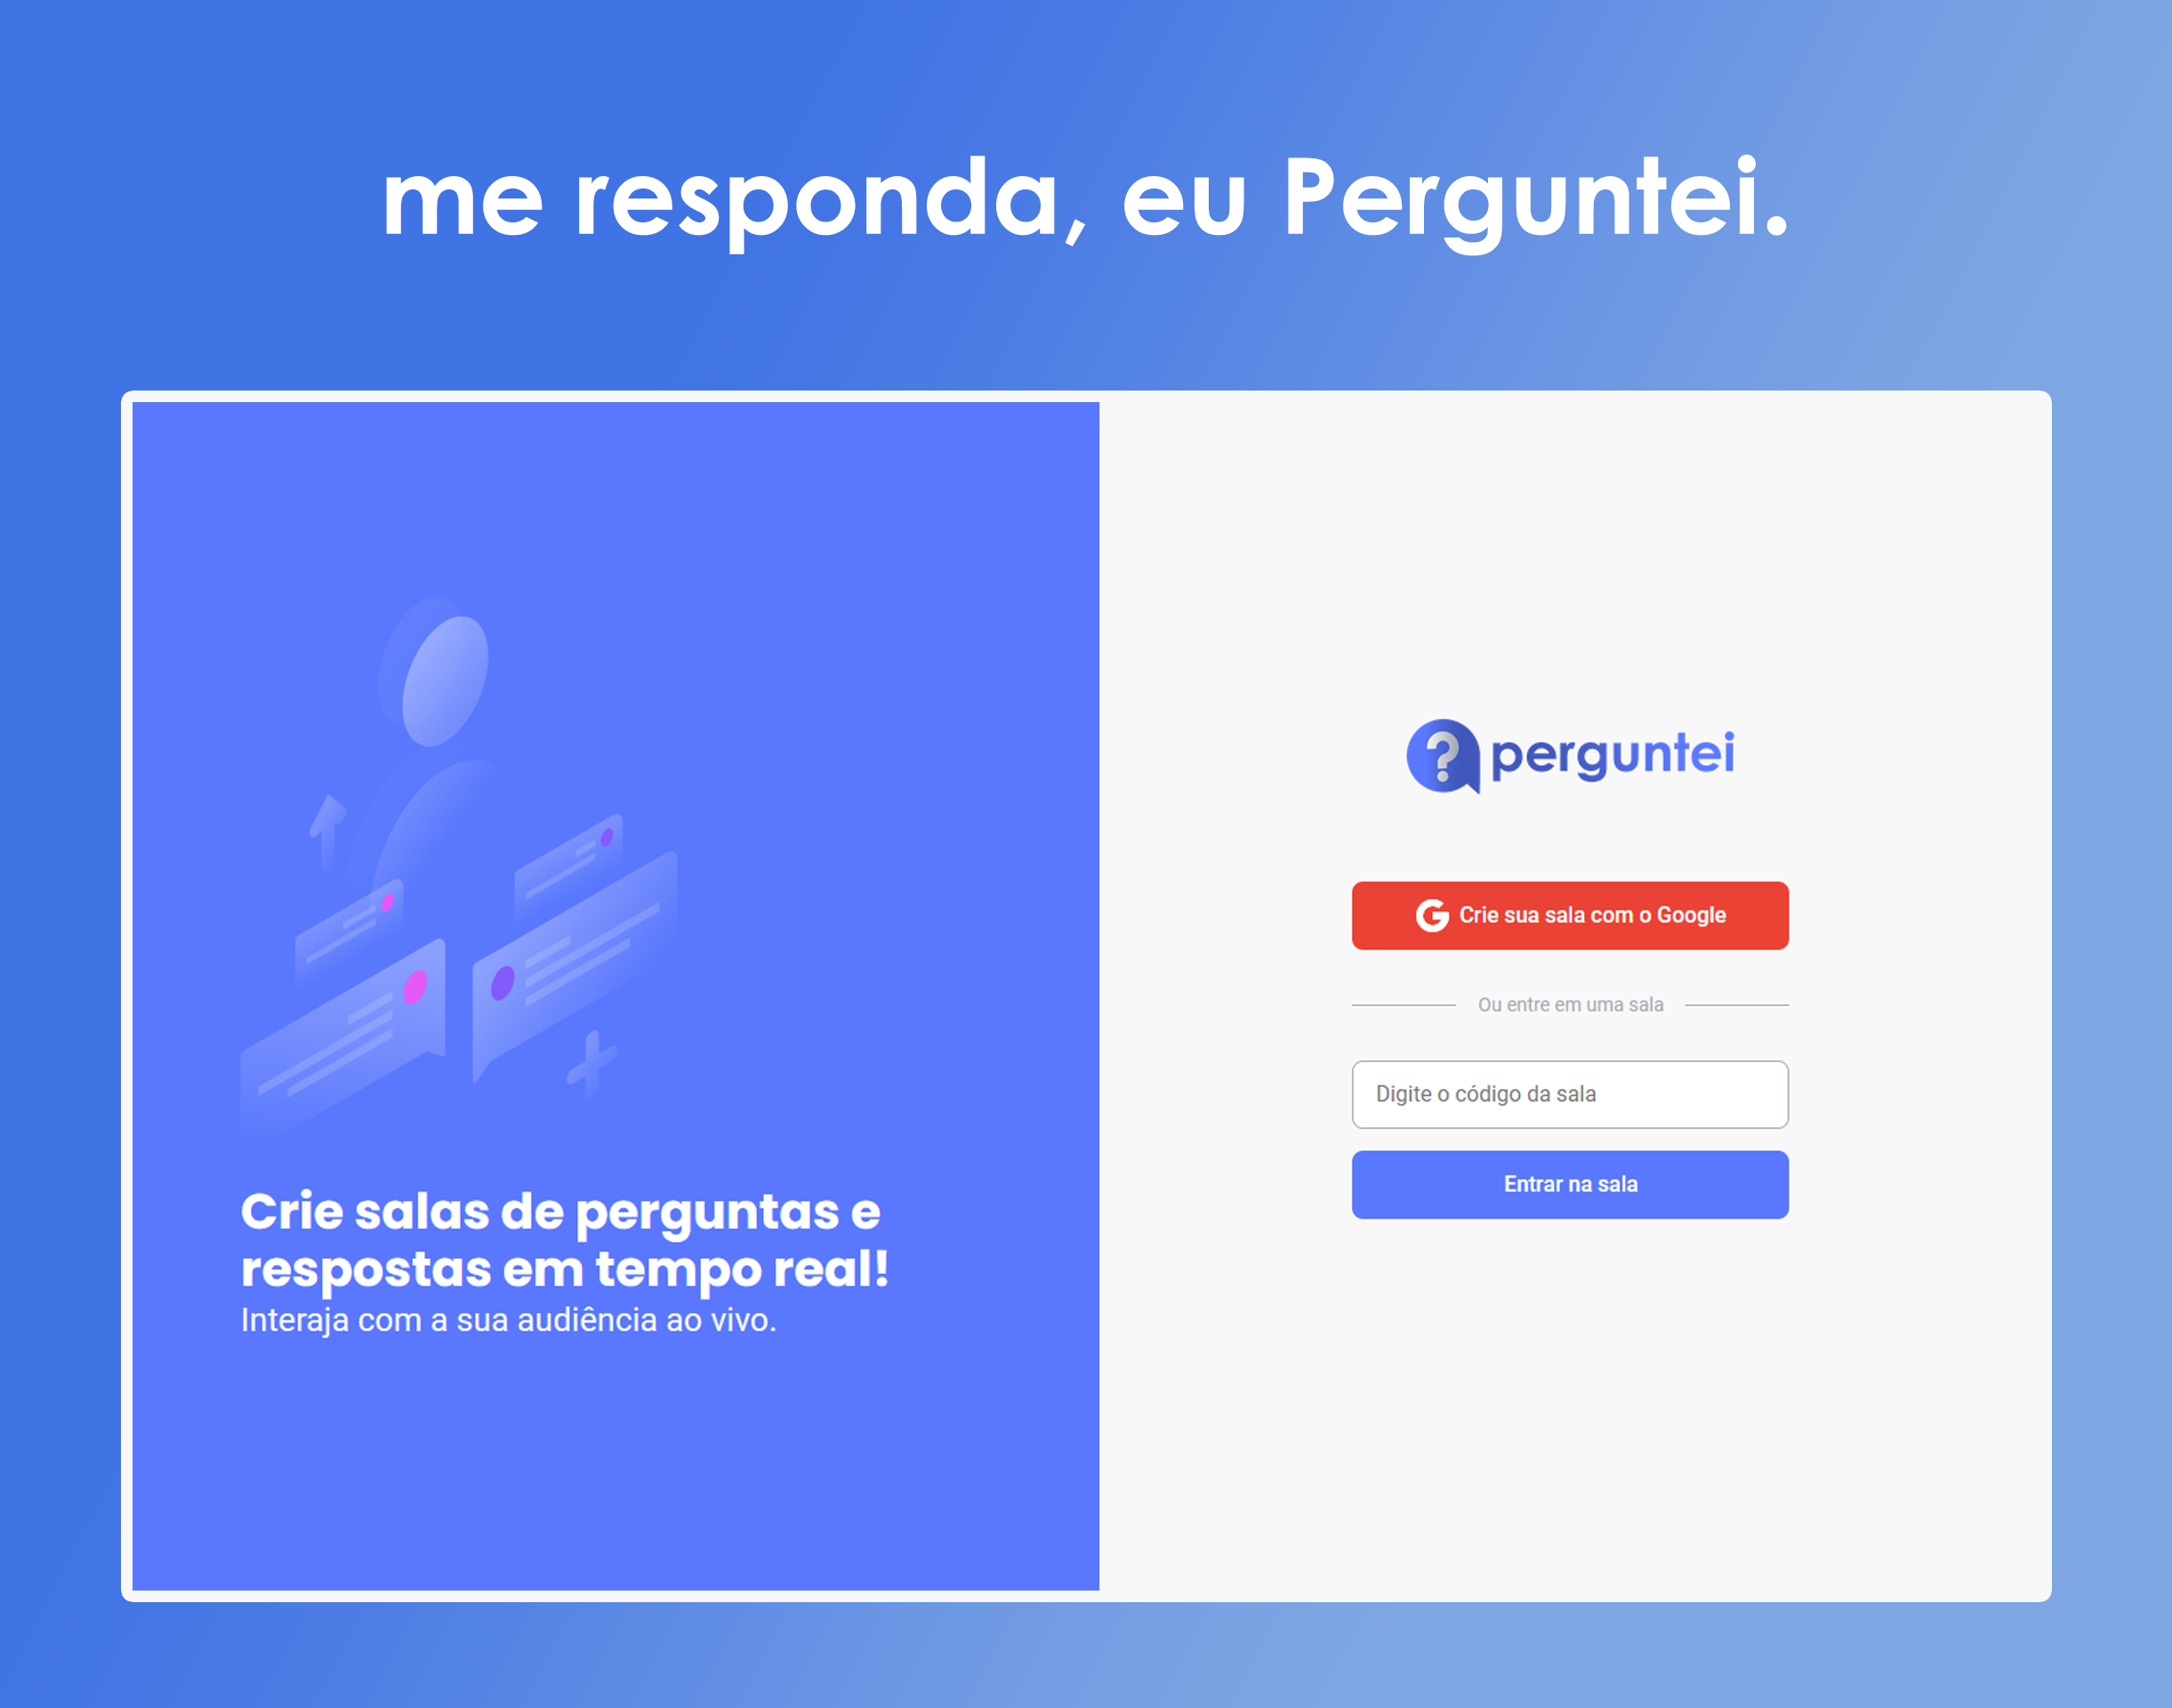 me responda, eu Perguntei.
Crie salas de perguntas e
respostas em tempo real!
Interaja com a sua audiência ao vivo.
? perguntei
G Crie sua sala com o Google
Ou entre em uma sala
Digite o código da sala
Entrar na sala